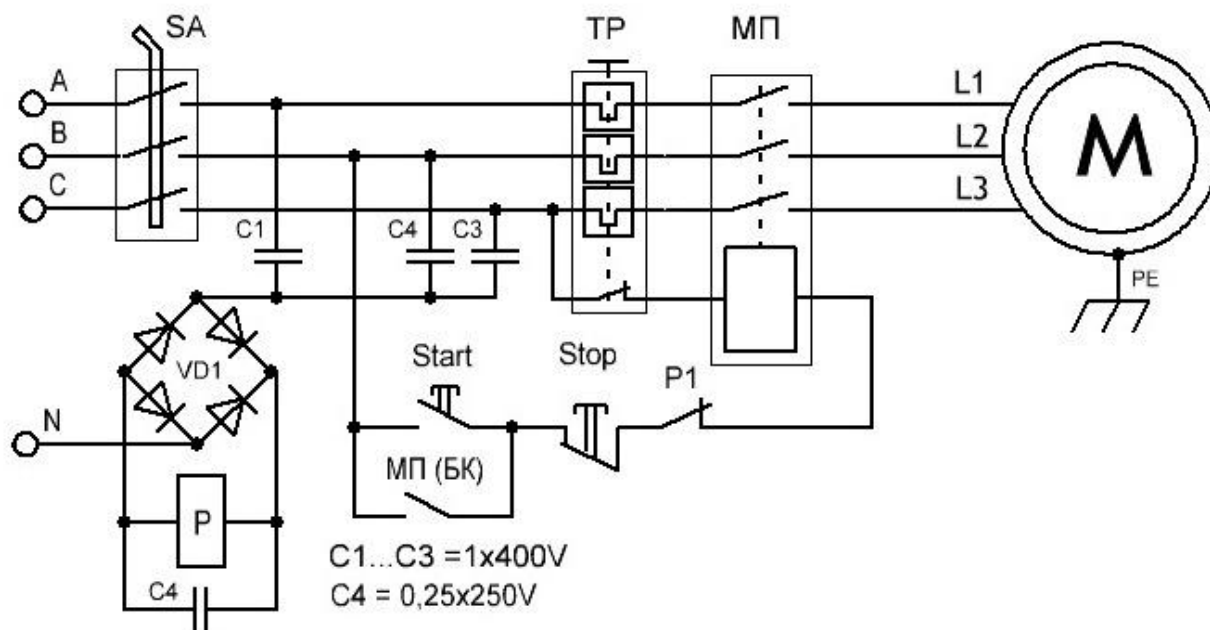 SA
ТР
МП
A
B
C
L1
L2
L3
M
C1
C4
C3
PE
VD1
Start
Stop
P1
N
МП (БК)
P
C4
C1...C3 =1x400V
C4 = 0,25x250V